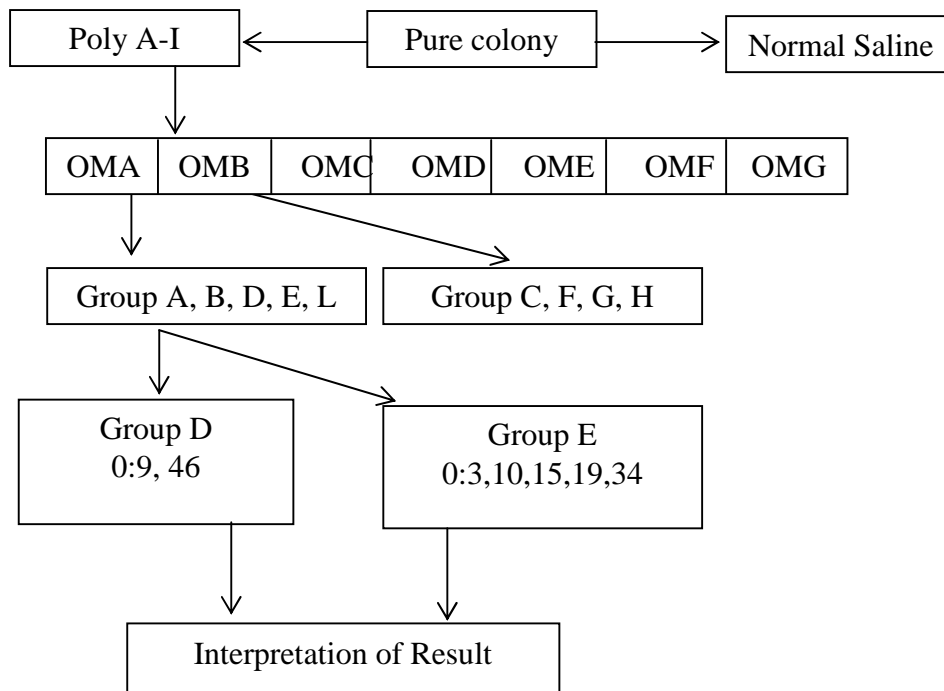 Poly A-I
Pure colony
Normal Saline
OMA
OMB
OMC
OMD
OME
OMF
OMG
Group A, B, D, E, L
Group C, F, G, H
Group D
0:9, 46
Group E
0:3,10,15,19,34
Interpretation of Result